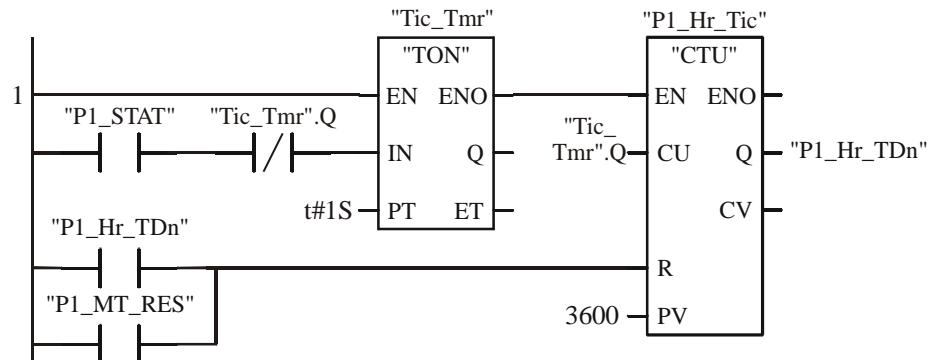 "Tic_Tmr" "P1_Hr_Tic"
"TON" "CTU"
1 EN ENO EN ENO
"P1_STAT" "Tic_Tmr".Q "Tic_
IN Q Tmr".Q CU Q "P1_Hr_TDn"
t#1S PT ET CV
"P1_Hr_TDn"
R
"P1_MT_RES"
3600 PV